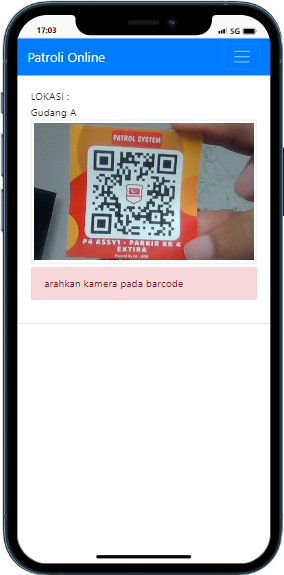 17:03
5G
Patroli Online
LOKASI :
Gudang A
PATROL SYSTEM
P4 ASSY1 - PARKIR KR 4
EXTIRA
arahkan kamera pada barcode